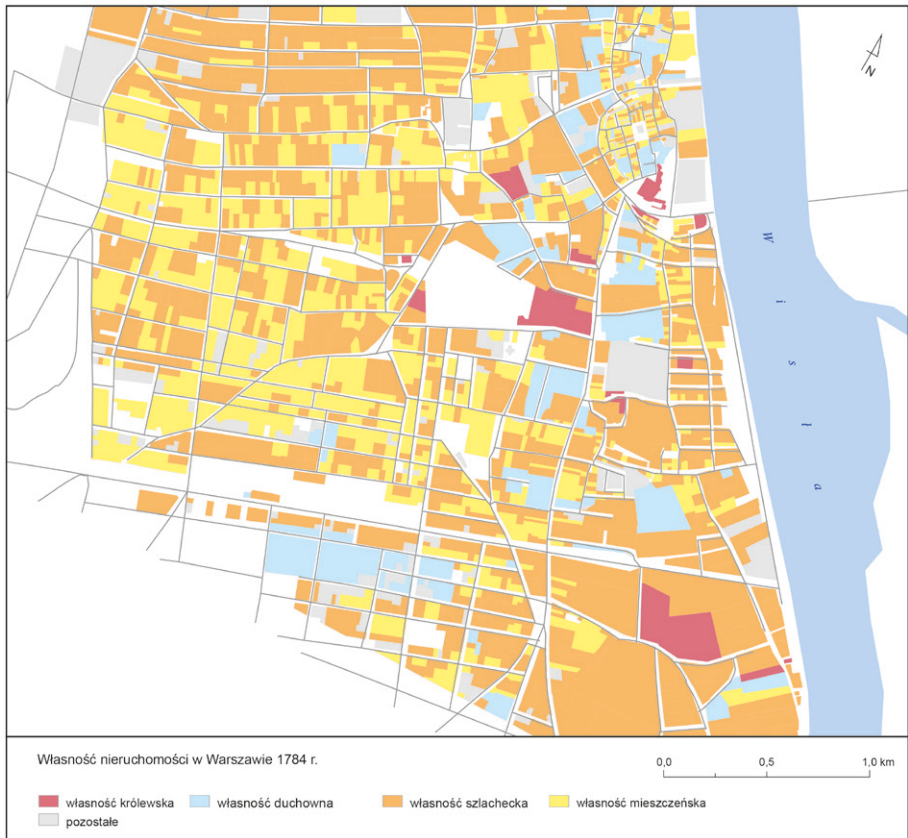 N
W i s ł a
Własność nieruchomości w Warszawie 1784 r.
0,0 0,5 1,0 km
własność królewska własność duchowna własność szlachecka własność mieszczeńska
pozostałe